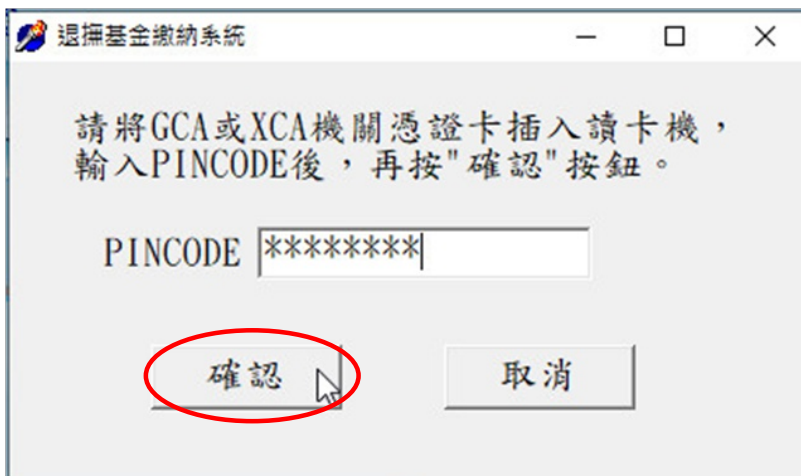 退撫基金繳納系統
請將GCA或XCA機關憑證卡插入讀卡機，
輸入PINCODE後，再按"確認"按鈕。
PINCODE ********
確認 取消